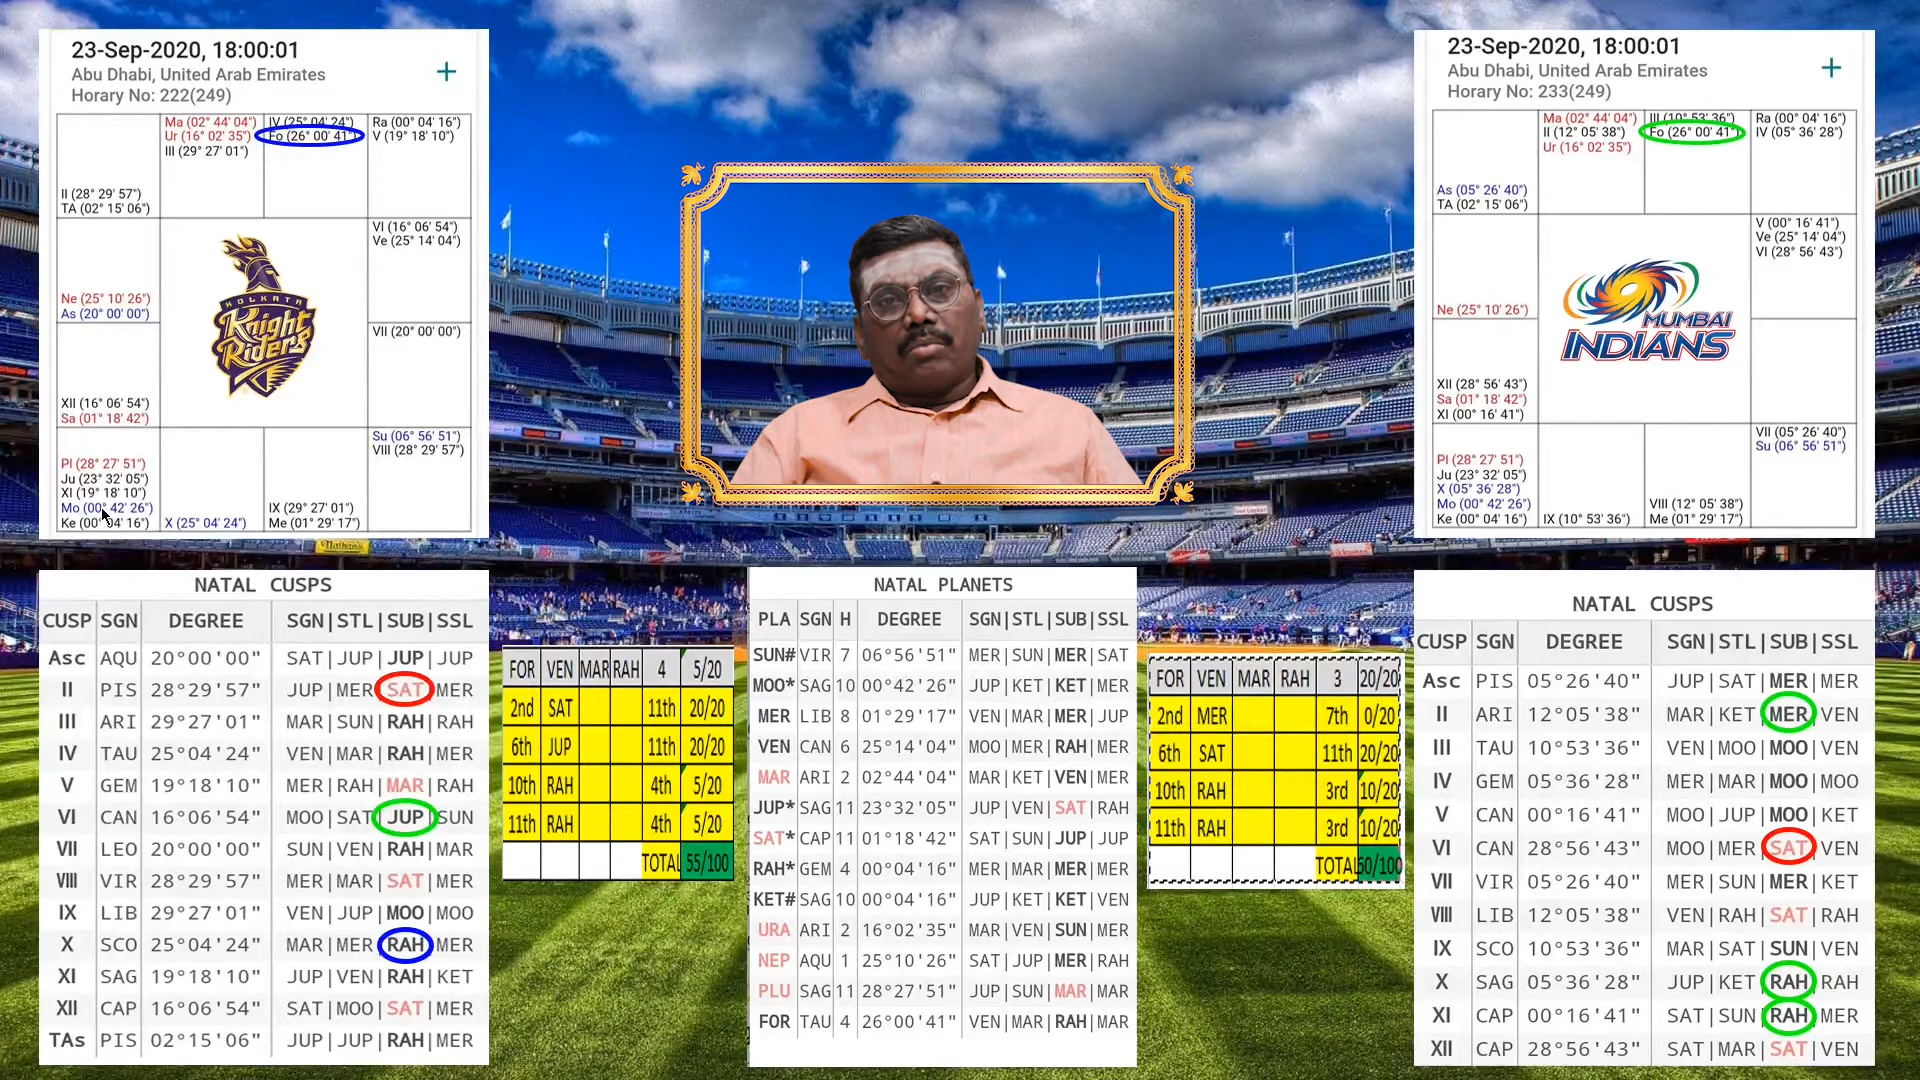 23-Sep-2020, 18:00:01
Abu Dhabi, United Arab Emirates
Horary No: 222(249)
+
Ma (02° 44' 04")
Ur (16° 02' 35")
III (29° 27' 01")
IV (25° 04' 24")
Fo (26° 00' 41")
Ra (00° 04' 16")
V (19° 18' 10")
II (28° 29' 57")
TA (02° 15' 06")
VI (16° 06' 54")
Ve (25° 14' 04")
Ne (25° 10' 26")
As (20° 00' 00")
KOLKATA
Knight
Riders
VII (20° 00' 00")
XII (16° 06' 54")
Sa (01° 18' 42")
Su (06° 56' 51")
VIII (28° 29' 57")
Pl (28° 27' 51")
Ju (23° 32' 05")
XI (19° 18' 10")
Mo (00° 42' 26")
Ke (00° 04' 16")
X (25° 04' 24")
IX (29° 27' 01")
Me (01° 29' 17")
23-Sep-2020, 18:00:01
Abu Dhabi, United Arab Emirates
Horary No: 233(249)
+
Ma (02° 44' 04")
II (12° 05' 38")
Ur (16° 02' 35")
III (10° 53' 36")
Fo (26° 00' 41")
Ra (00° 04' 16")
IV (05° 36' 28")
As (05° 26' 40")
TA (02° 15' 06")
V (00° 16' 41")
Ve (25° 14' 04")
VI (28° 56' 43")
Ne (25° 10' 26")
MUMBAI
INDIANS
XII (28° 56' 43")
Sa (01° 18' 42")
XI (00° 16' 41")
VII (05° 26' 40")
Su (06° 56' 51")
Pl (28° 27' 51")
Ju (23° 32' 05")
X (05° 36' 28")
Mo (00° 42' 26")
Ke (00° 04' 16")
IX (10° 53' 36")
VIII (12° 05' 38")
Me (01° 29' 17")
Nathan's
NATAL CUSPS
CUSP SGN DEGREE SGN|STL|SUB|SSL
Asc AQU 20°00'00" SAT|JUP|JUP|JUP
II PIS 28°29'57" JUP|MER|SAT|MER
III ARI 29°27'01" MAR|SUN|RAH|RAH
IV TAU 25°04'24" VEN|MAR|RAH|MER
V GEM 19°18'10" MER|RAH|MAR|RAH
VI CAN 16°06'54" MOO|SAT|JUP|SUN
VII LEO 20°00'00" SUN|VEN|RAH|MAR
VIII VIR 28°29'57" MER|MAR|SAT|MER
IX LIB 29°27'01" VEN|JUP|MOO|MOO
X SCO 25°04'24" MAR|MER|RAH|MER
XI SAG 19°18'10" JUP|VEN|RAH|KET
XII CAP 16°06'54" SAT|MOO|SAT|MER
TAs PIS 02°15'06" JUP|JUP|RAH|MER
FOR VEN MAR RAH 4 5/20
2nd SAT 11th 20/20
6th JUP 11th 20/20
10th RAH 4th 5/20
11th RAH 4th 5/20
TOTAL 55/100
NATAL PLANETS
PLA SGN H DEGREE SGN|STL|SUB|SSL
SUN# VIR 7 06°56'51" MER|SUN|MER|SAT
MOO* SAG 10 00°42'26" JUP|KET|KET|MER
MER LIB 8 01°29'17" VEN|MAR|MER|JUP
VEN CAN 6 25°14'04" MOO|MER|RAH|MER
MAR ARI 2 02°44'04" MAR|KET|VEN|MER
JUP* SAG 11 23°32'05" JUP|VEN|SAT|RAH
SAT* CAP 11 01°18'42" SAT|SUN|JUP|JUP
RAH* GEM 4 00°04'16" MER|MAR|MER|MAR
KET# SAG 10 00°04'16" JUP|KET|KET|VEN
URA ARI 2 16°02'35" MAR|VEN|SUN|MER
NEP AQU 1 25°10'26" SAT|JUP|MER|RAH
PLU SAG 11 28°27'51" JUP|SUN|MAR|MAR
FOR TAU 4 26°00'41" VEN|MAR|RAH|MAR
FOR VEN MAR RAH 3 20/20
2nd MER 7th 0/20
6th SAT 11th 20/20
10th RAH 3rd 10/20
11th RAH 3rd 10/20
TOTAL 60/100
NATAL CUSPS
CUSP SGN DEGREE SGN|STL|SUB|SSL
Asc PIS 05°26'40" JUP|SAT|MER|MER
II ARI 12°05'38" MAR|KET|MER|VEN
III TAU 10°53'36" VEN|MOO|MOO|VEN
IV GEM 05°36'28" MER|MAR|MOO|MOO
V CAN 00°16'41" MOO|JUP|MOO|KET
VI CAN 28°56'43" MOO|MER|SAT|VEN
VII VIR 05°26'40" MER|SUN|MER|KET
VIII LIB 12°05'38" VEN|RAH|SAT|RAH
IX SCO 10°53'36" MAR|SAT|SUN|VEN
X SAG 05°36'28" JUP|KET|RAH|RAH
XI CAP 00°16'41" SAT|SUN|RAH|MER
XII CAP 28°56'43" SAT|MAR|SAT|VEN